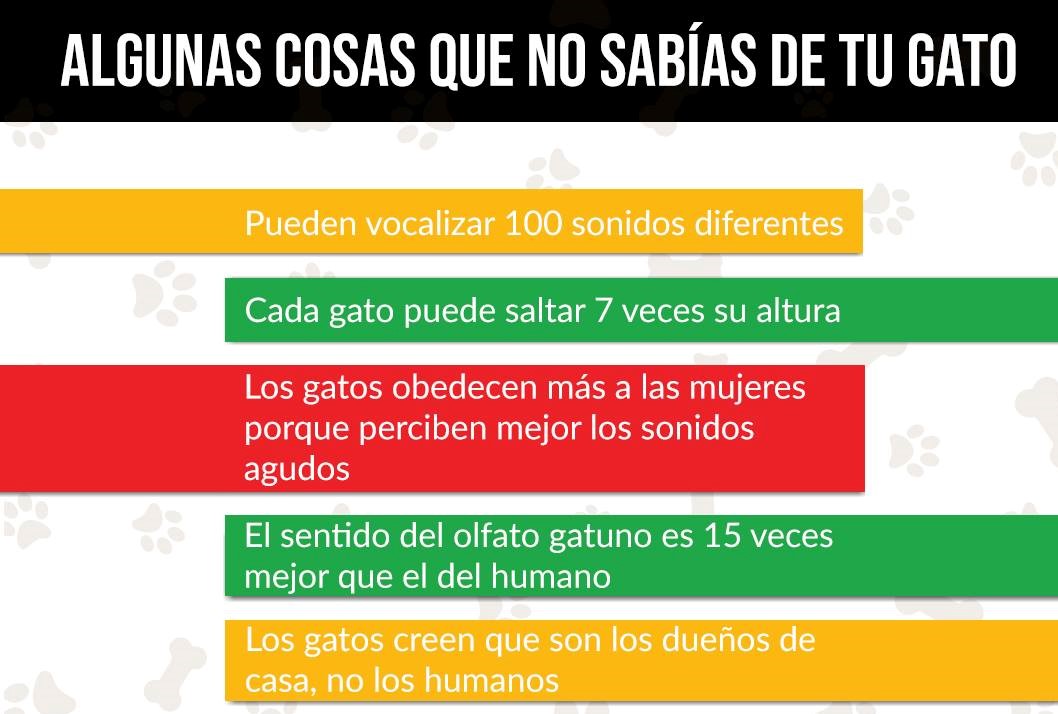 ALGUNAS COSAS QUE NO SABÍAS DE TU GATO
Pueden vocalizar 100 sonidos diferentes
Cada gato puede saltar 7 veces su altura
Los gatos obedecen más a las mujeres
porque perciben mejor los sonidos
agudos
El sentido del olfato gatuno es 15 veces
mejor que el del humano
Los gatos creen que son los dueños de
casa, no los humanos